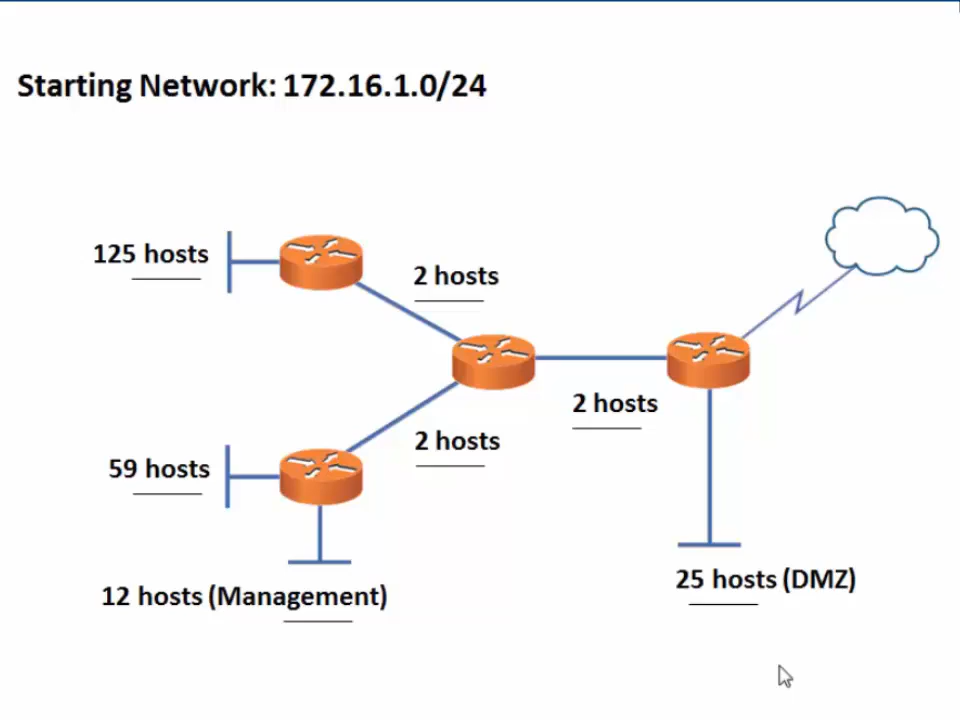 Starting Network: 172.16.1.0/24
125 hosts
2 hosts
2 hosts
2 hosts
59 hosts
12 hosts (Management)
25 hosts (DMZ)